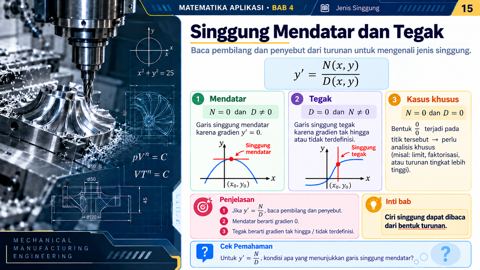 MATEMATIKA APLIKASI • BAB 4
Jenis Singgung
15
Singgung Mendatar dan Tegak
Baca pembilang dan penyebut dari turunan untuk mengenali jenis singgung.
y' = N(x, y) / D(x, y)
1 Mendatar
N = 0 dan D ≠ 0
Garis singgung mendatar
karena gradien y' = 0.
y
Singgung
mendatar
(x₀, y₀)
x
2 Tegak
D = 0 dan N ≠ 0
Garis singgung tegak
karena gradien tak hingga
atau tidak terdefinisi.
y
Singgung
tegak
(x₀, y₀)
x
3 Kasus khusus
N = 0 dan D = 0
Bentuk 0/0 terjadi pada
titik tersebut → perlu
analisis khusus
(misal: limit, faktorisasi,
atau turunan tingkat lebih
tinggi).
Penjelasan
1 Jika y' = N/D, baca pembilang dan penyebut.
2 Mendatar berarti gradien 0.
3 Tegak berarti gradien tak hingga / tidak terdefinisi.
Inti bab
Ciri singgung dapat dibaca
dari bentuk turunan.
Cek Pemahaman
Untuk y' = N/D, kondisi apa yang menunjukkan garis singgung mendatar?
x² + y² = 25
pVⁿ = C
VTⁿ = C
MECHANICAL
MANUFACTURING
ENGINEERING